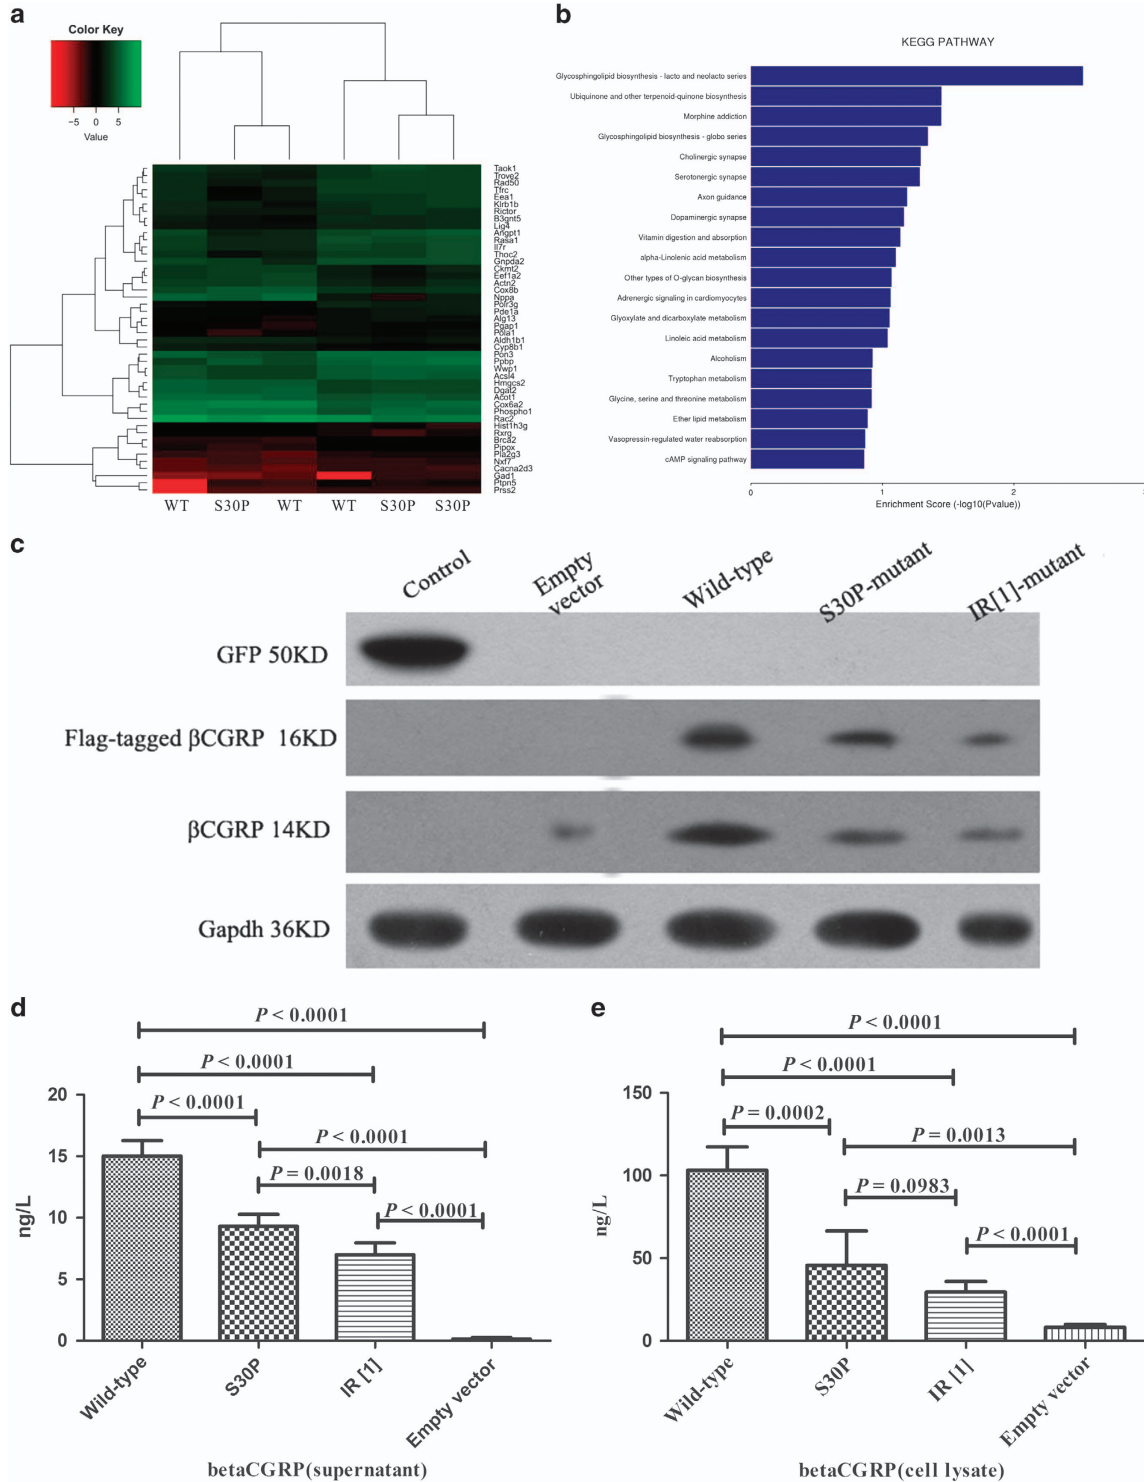 a
Color Key
−5 0 5
Value
Taok1
Trove2
Rad50
Tfrc
Eea1
Klrb1b
Rictor
B3gnt5
Lig4
Angpt1
Rasa1
Il7r
Thoc2
Gnpda2
Ckmt2
Eef1a2
Actn2
Cox8b
Nppa
Polr3g
Pde1a
Alg13
Pgap1
Pola1
Aldh1b1
Cyp8b1
Pon3
Ppbp
Wwp1
Acsl4
Hmgcs2
Dgat2
Acot1
Cox6a2
Phospho1
Rac2
Hist1h3g
Rxrg
Brca2
Pipox
Pla2g3
Nxf7
Cacna2d3
Gad1
Ptpn5
Prss2
WT S30P WT WT S30P S30P
b
KEGG PATHWAY
Glycosphingolipid biosynthesis - lacto and neolacto series
Ubiquinone and other terpenoid-quinone biosynthesis
Morphine addiction
Glycosphingolipid biosynthesis - globo series
Cholinergic synapse
Serotonergic synapse
Axon guidance
Dopaminergic synapse
Vitamin digestion and absorption
alpha-Linolenic acid metabolism
Other types of O-glycan biosynthesis
Adrenergic signaling in cardiomyocytes
Glyoxylate and dicarboxylate metabolism
Linoleic acid metabolism
Alcoholism
Tryptophan metabolism
Glycine, serine and threonine metabolism
Ether lipid metabolism
Vasopressin-regulated water reabsorption
cAMP signaling pathway
0 1 2
Enrichment Score (-log10(Pvalue))
c
Control
Empty
vector
Wild-type
S30P-mutant
IR[1]-mutant
GFP 50KD
Flag-tagged βCGRP 16KD
βCGRP 14KD
Gapdh 36KD
d
P < 0.0001
P < 0.0001
P < 0.0001
P < 0.0001
P = 0.0018
P < 0.0001
20
15
10
5
0
ng/L
Wild-type
S30P
IR [1]
Empty vector
betaCGRP(supernatant)
e
P < 0.0001
P < 0.0001
P = 0.0002
P = 0.0013
P = 0.0983
P < 0.0001
150
100
50
0
ng/L
Wild-type
S30P
IR [1]
Empty vector
betaCGRP(cell lysate)